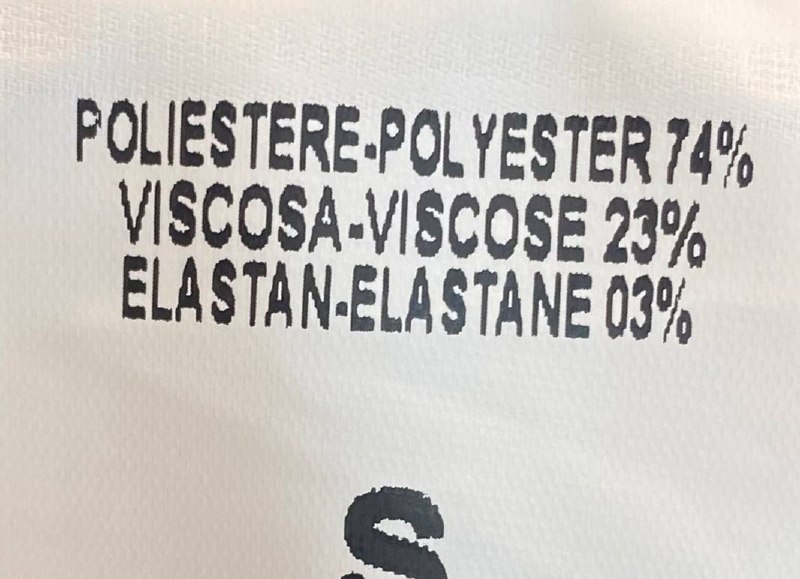 POLIESTERE-POLYESTER 74%
VISCOSA-VISCOSE 23%
ELASTAN-ELASTANE 03%
S